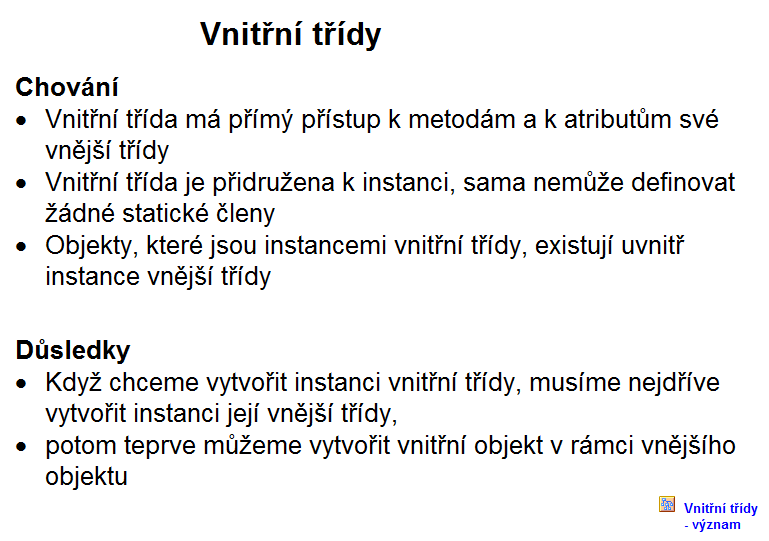 Vnitřní třídy
Chování
• Vnitřní třída má přímý přístup k metodám a k atributům své
vnější třídy
• Vnitřní třída je přidružena k instanci, sama nemůže definovat
žádné statické členy
• Objekty, které jsou instancemi vnitřní třídy, existují uvnitř
instance vnější třídy
Důsledky
• Když chceme vytvořit instanci vnitřní třídy, musíme nejdříve
vytvořit instanci její vnější třídy,
• potom teprve můžeme vytvořit vnitřní objekt v rámci vnějšího
objektu
Vnitřní třídy
- význam